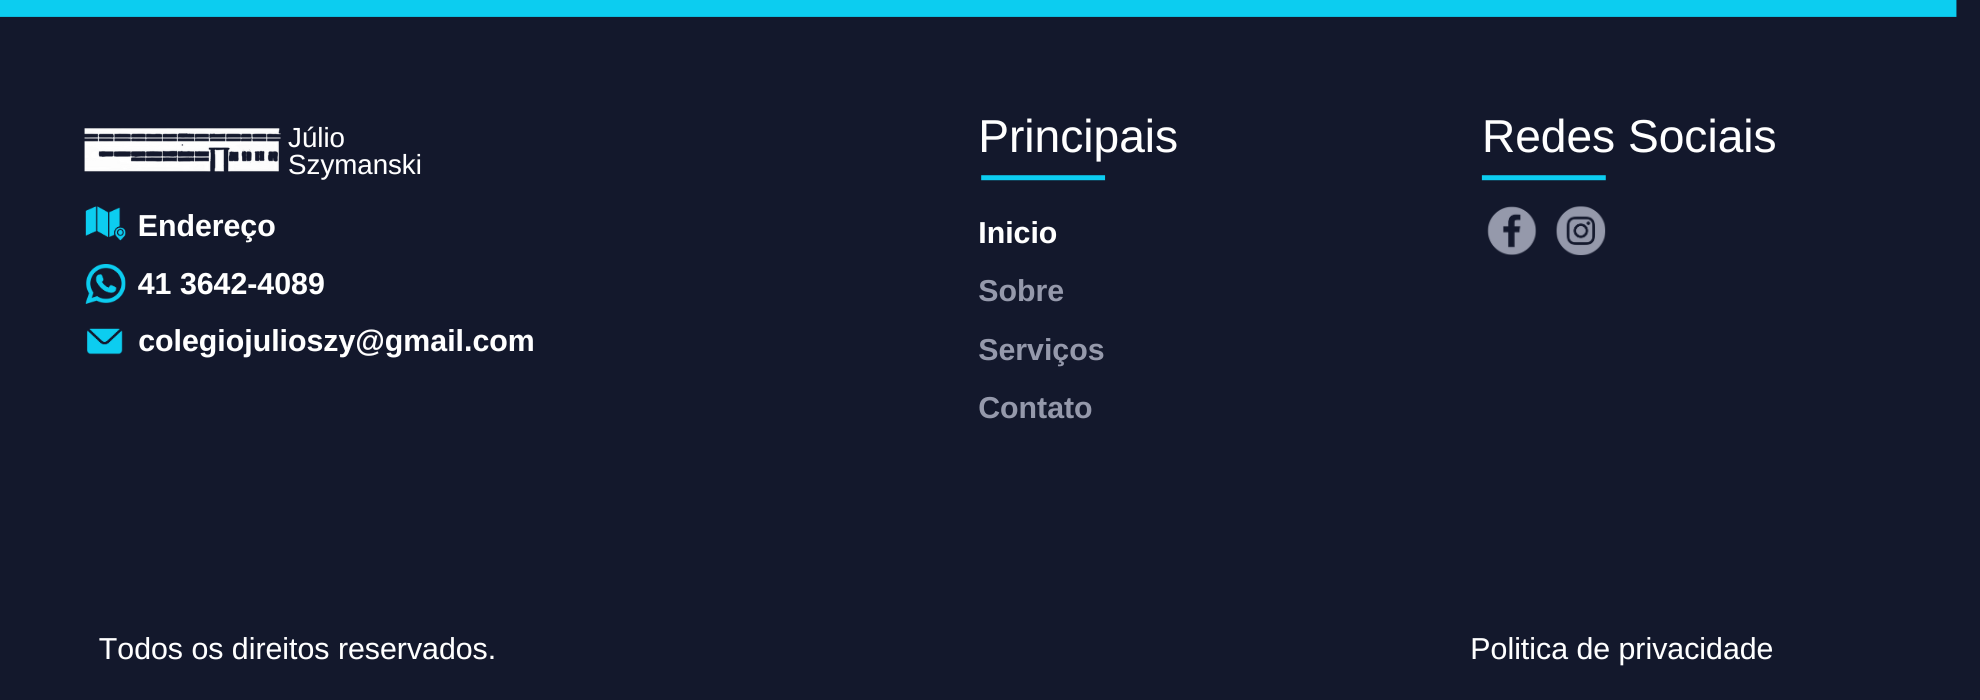 Júlio
Szymanski
Endereço
41 3642-4089
colegiojulioszy@gmail.com
Principais
Inicio
Sobre
Serviços
Contato
Redes Sociais
Todos os direitos reservados.
Politica de privacidade